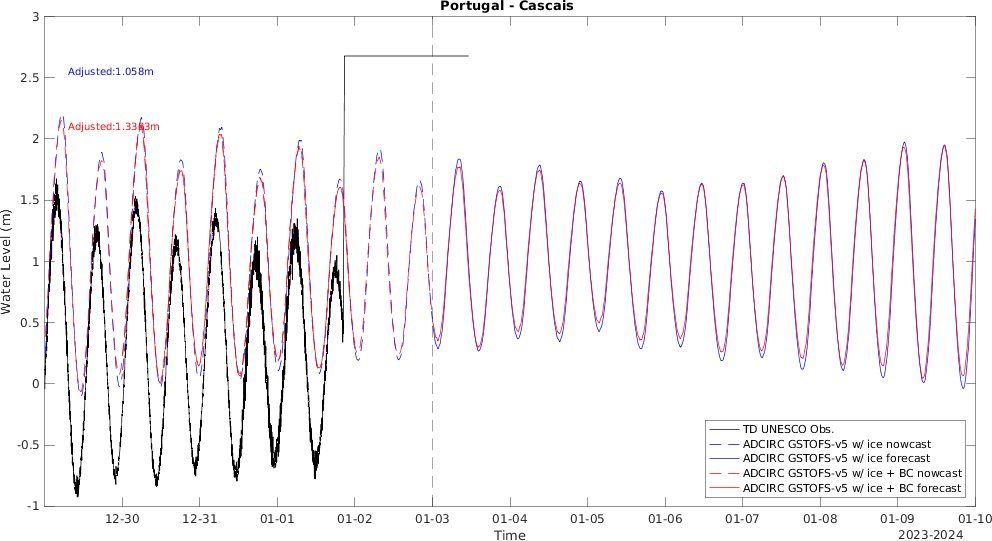 Portugal - Cascais
3
2.5
2
1.5
1
0.5
0
-0.5
-1
Water Level (m)
Adjusted:1.058m
TD UNESCO Obs.
ADCIRC GSTOFS-v5 w/ ice nowcast
ADCIRC GSTOFS-v5 w/ ice forecast
ADCIRC GSTOFS-v5 w/ ice + BC nowcast
ADCIRC GSTOFS-v5 w/ ice + BC forecast
12-30 12-31 01-01 01-02 01-03 01-04 01-05 01-06 01-07 01-08 01-09 01-10
Time
2023-2024